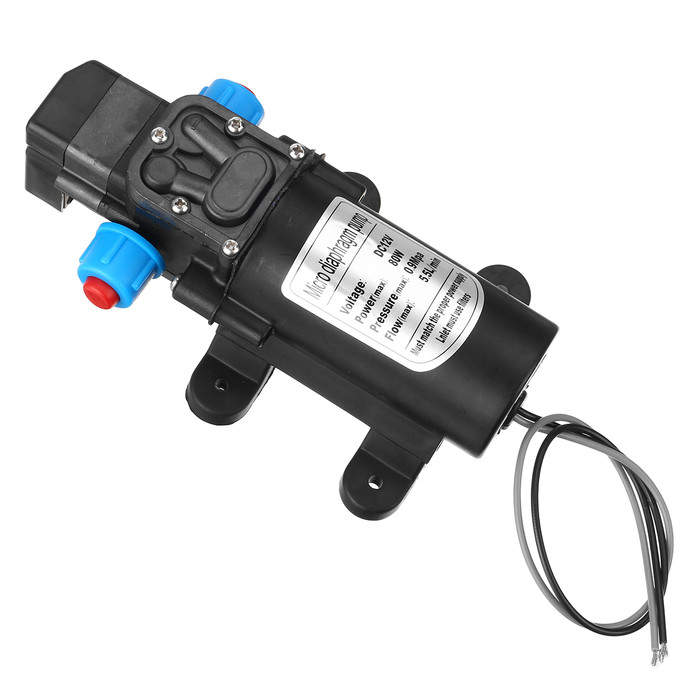 Micro diaphragm pump
Voltage: DC12V
Power(max): 80W
Pressure(max): 0.9Mpa
Flow(max): 5.5L/min
Must match the proper power supply
Lnlet must use filters